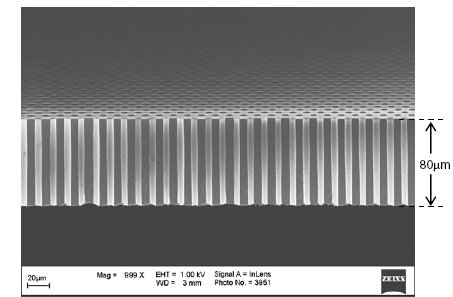 80μm
20μm
Mag = 999 X
EHT = 1.00 kV
Signal A = InLens
WD = 3 mm
Photo No. = 3951
ZEISS